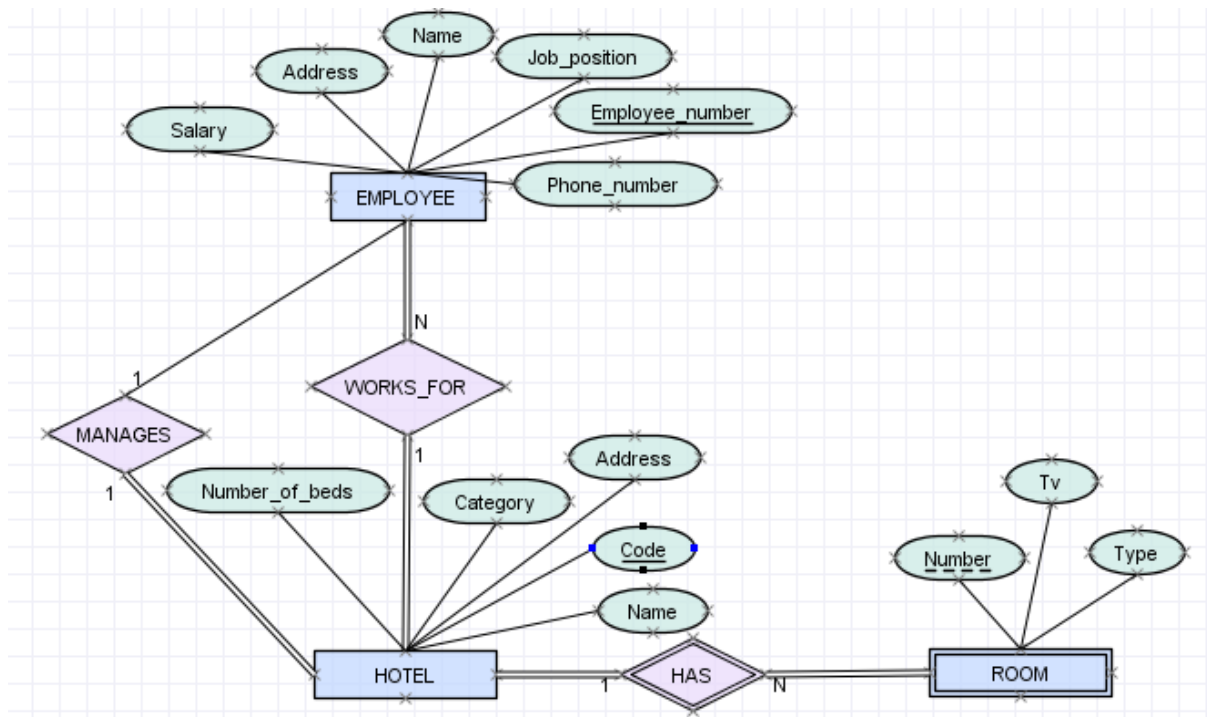 Name
Job_position
Address
Employee_number
Salary
Phone_number
EMPLOYEE
N
WORKS_FOR
1
MANAGES
1
1
Number_of_beds
Category
Address
Code
Name
Tv
Number
Type
HOTEL
1
HAS
N
ROOM